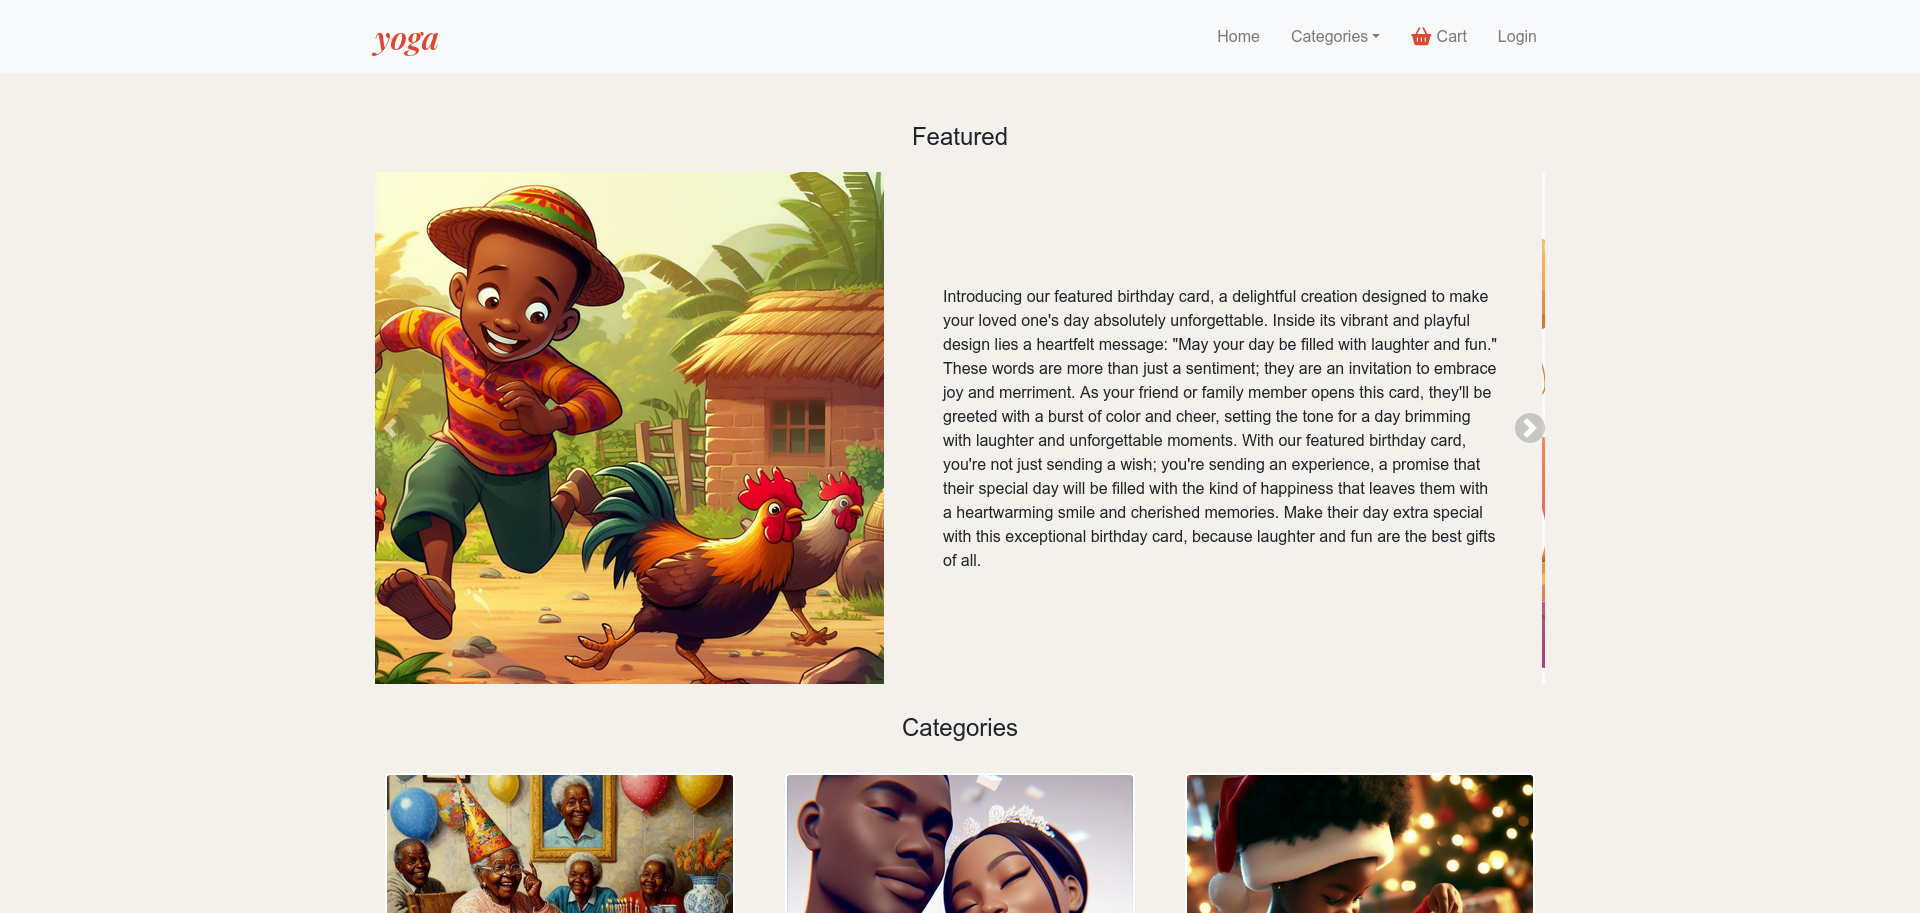 yoga
Home
Categories
Cart
Login
Featured
Introducing our featured birthday card, a delightful creation designed to make
your loved one's day absolutely unforgettable. Inside its vibrant and playful
design lies a heartfelt message: "May your day be filled with laughter and fun."
These words are more than just a sentiment; they are an invitation to embrace
joy and merriment. As your friend or family member opens this card, they'll be
greeted with a burst of color and cheer, setting the tone for a day brimming
with laughter and unforgettable moments. With our featured birthday card,
you're not just sending a wish; you're sending an experience, a promise that
their special day will be filled with the kind of happiness that leaves them with
a heartwarming smile and cherished memories. Make their day extra special
with this exceptional birthday card, because laughter and fun are the best gifts
of all.
Categories